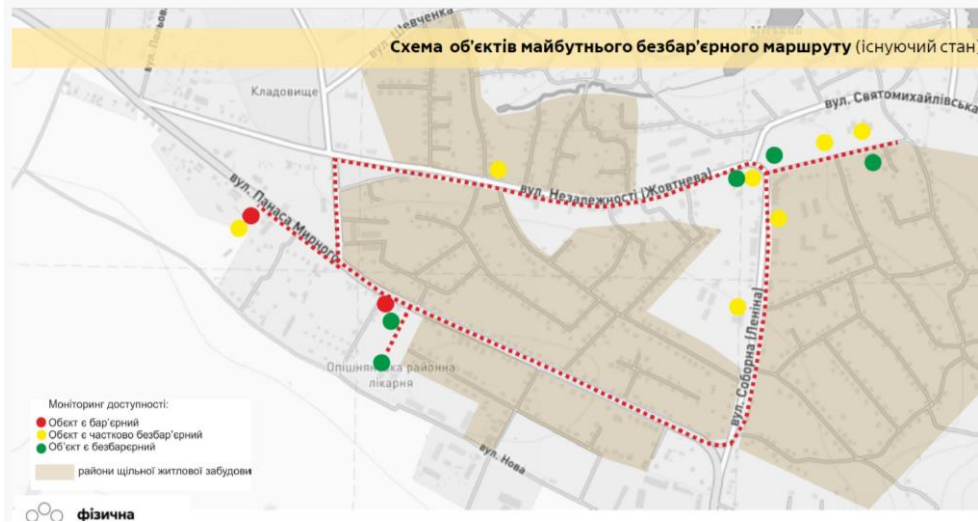 Схема об'єктів майбутнього безбар'єрного маршруту (існуючий стан)
вул. Шевченка
Кладовище
вул. Святомихайлівська
вул. Незалежності (Жовтнева)
вул. Панаса Мирного
вул. Соборна (Леніна)
Опішнянська районна
лікарня
вул. Нова
Моніторинг доступності:
Обєкт є бар'єрний
Обєкт є частково безбар'єрний
Об'єкт є безбарєрний
райони щільної житлової забудови
фізична